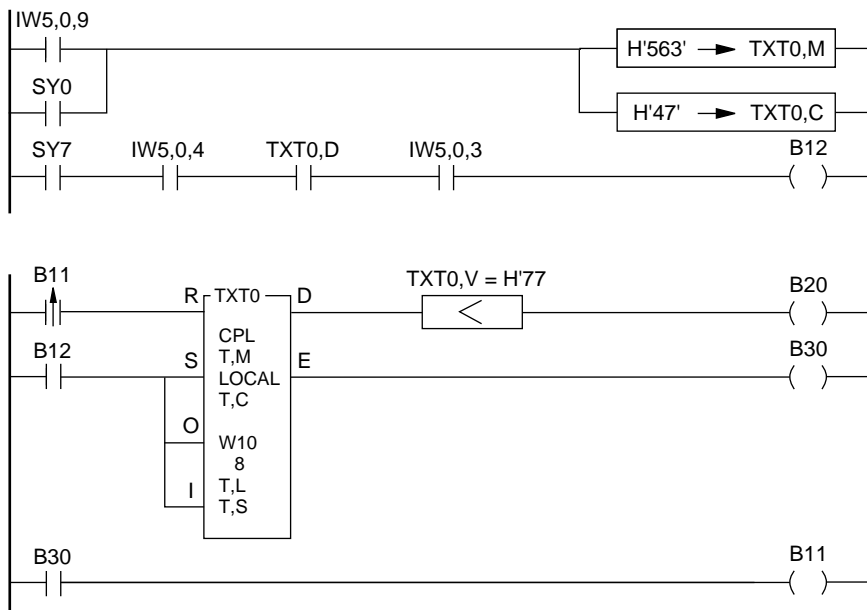 IW5,0,9
H'563' TXT0,M
SY0
H'47' TXT0,C
SY7 IW5,0,4 TXT0,D IW5,0,3 B12
B11 R TXT0 D TXT0,V = H'77 B20
<
CPL
T,M
B12 S LOCAL E B30
T,C
O W10
8
I T,L
T,S
B30 B11